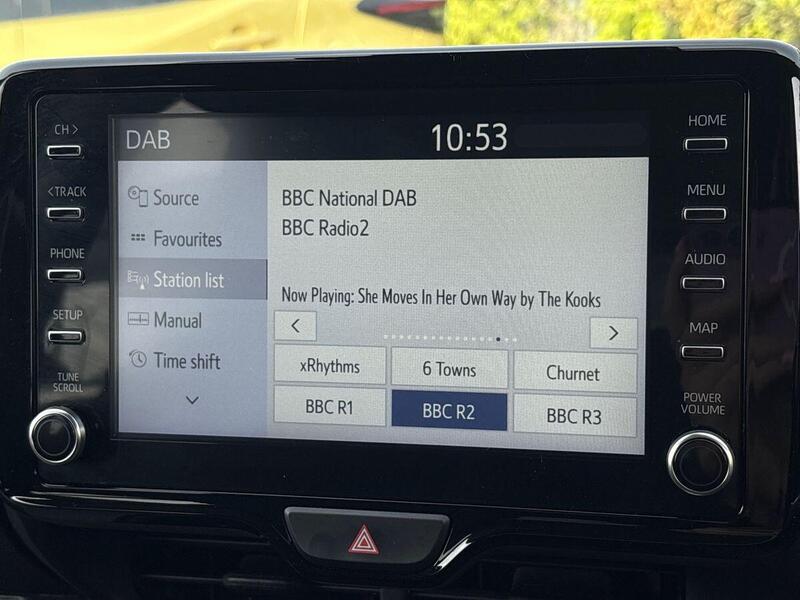 CH >
< TRACK
PHONE
SETUP
TUNE
SCROLL
DAB
10:53
Source
Favourites
Station list
Manual
Time shift
BBC National DAB
BBC Radio2
Now Playing: She Moves In Her Own Way by The Kooks
< >
xRhythms 6 Towns Churnet
BBC R1 BBC R2 BBC R3
HOME
MENU
AUDIO
MAP
POWER
VOLUME